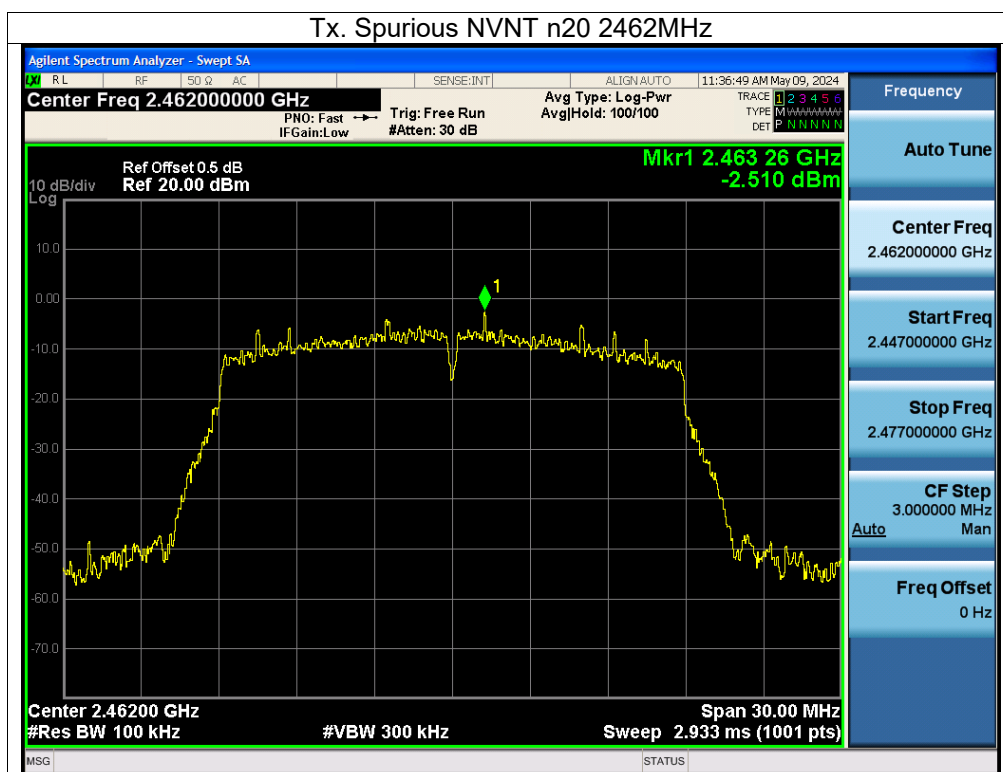 Tx. Spurious NVNT n20 2462MHz
Agilent Spectrum Analyzer - Swept SA
LXI RL RF 50 Ω AC SENSE:INT ALIGN AUTO 11:36:49 AM May 09, 2024
Center Freq 2.462000000 GHz
PNO: Fast
IFGain:Low
Trig: Free Run
#Atten: 30 dB
Avg Type: Log-Pwr
Avg|Hold: 100/100
TRACE 1 2 3 4 5 6
TYPE M WWWWW
DET P N N N N N
Frequency
Auto Tune
Center Freq
2.462000000 GHz
Start Freq
2.447000000 GHz
Stop Freq
2.477000000 GHz
CF Step
3.000000 MHz
Auto Man
Freq Offset
0 Hz
Mkr1 2.463 26 GHz
-2.510 dBm
Ref Offset 0.5 dB
10 dB/div Ref 20.00 dBm
Log
10.0
0.00
-10.0
-20.0
-30.0
-40.0
-50.0
-60.0
-70.0
1
Center 2.46200 GHz Span 30.00 MHz
#Res BW 100 kHz #VBW 300 kHz Sweep 2.933 ms (1001 pts)
MSG STATUS